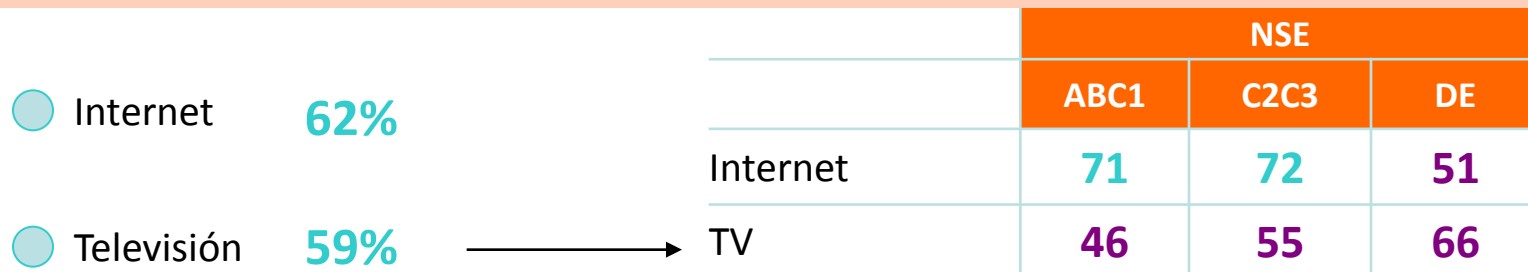 NSE
ABC1 C2C3 DE
Internet 62%
Internet 71 72 51
Televisión 59%
TV 46 55 66